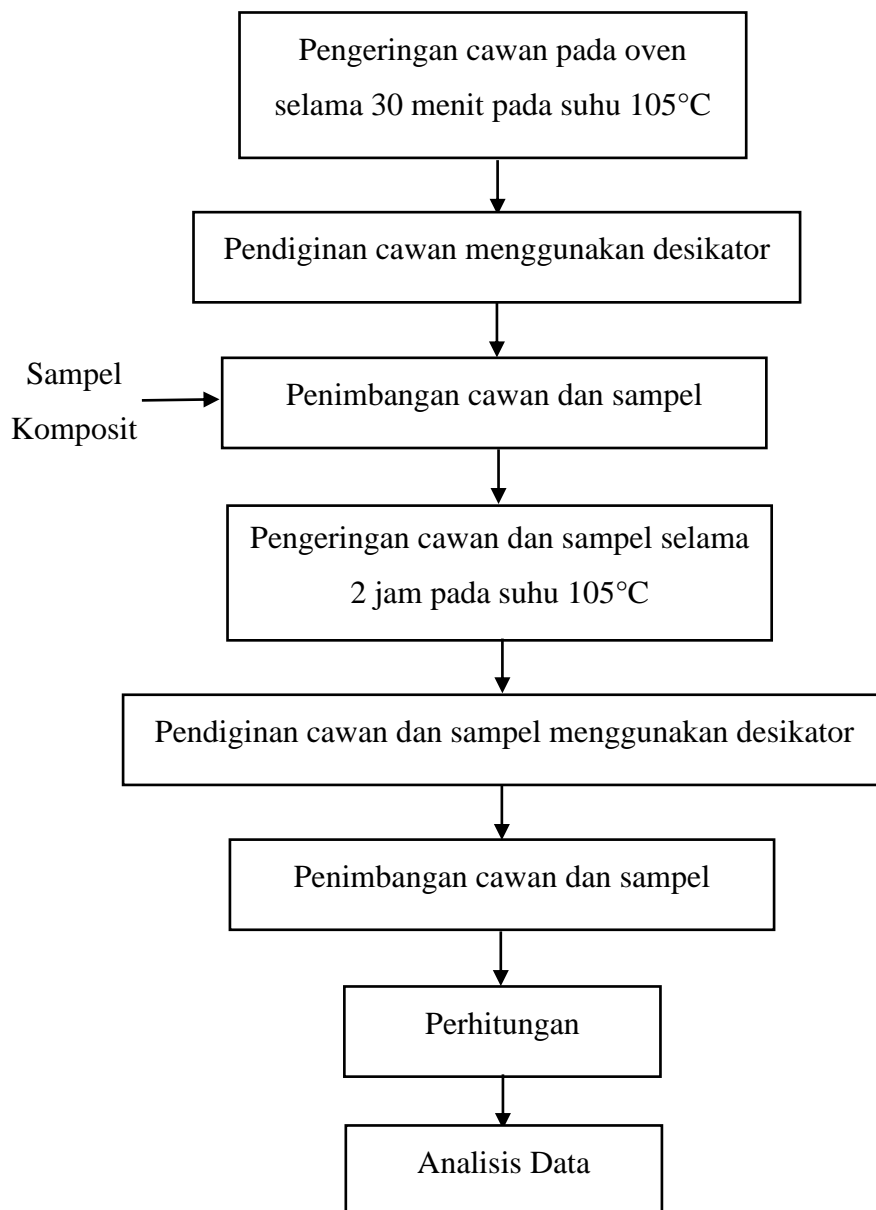 Pengeringan cawan pada oven
selama 30 menit pada suhu 105°C
Pendiginan cawan menggunakan desikator
Sampel
Komposit
Penimbangan cawan dan sampel
Pengeringan cawan dan sampel selama
2 jam pada suhu 105°C
Pendiginan cawan dan sampel menggunakan desikator
Penimbangan cawan dan sampel
Perhitungan
Analisis Data